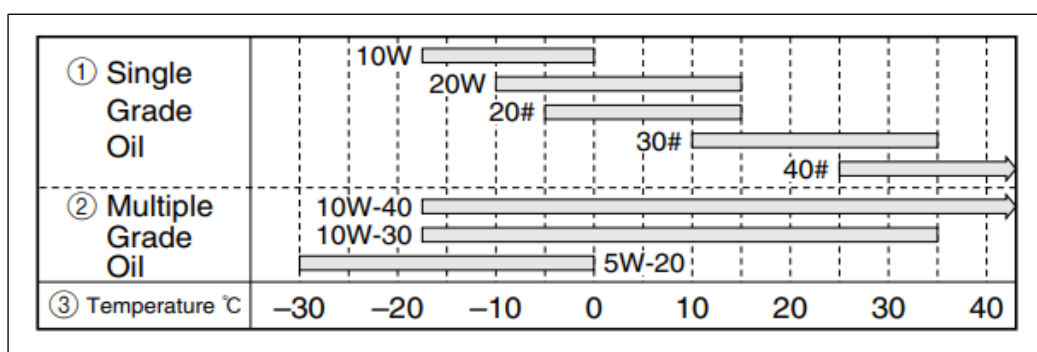 10W
① Single
20W
Grade
20#
Oil
30#
40#
② Multiple
10W-40
Grade
10W-30
Oil
5W-20
③ Temperature ℃ –30 –20 –10 0 10 20 30 40